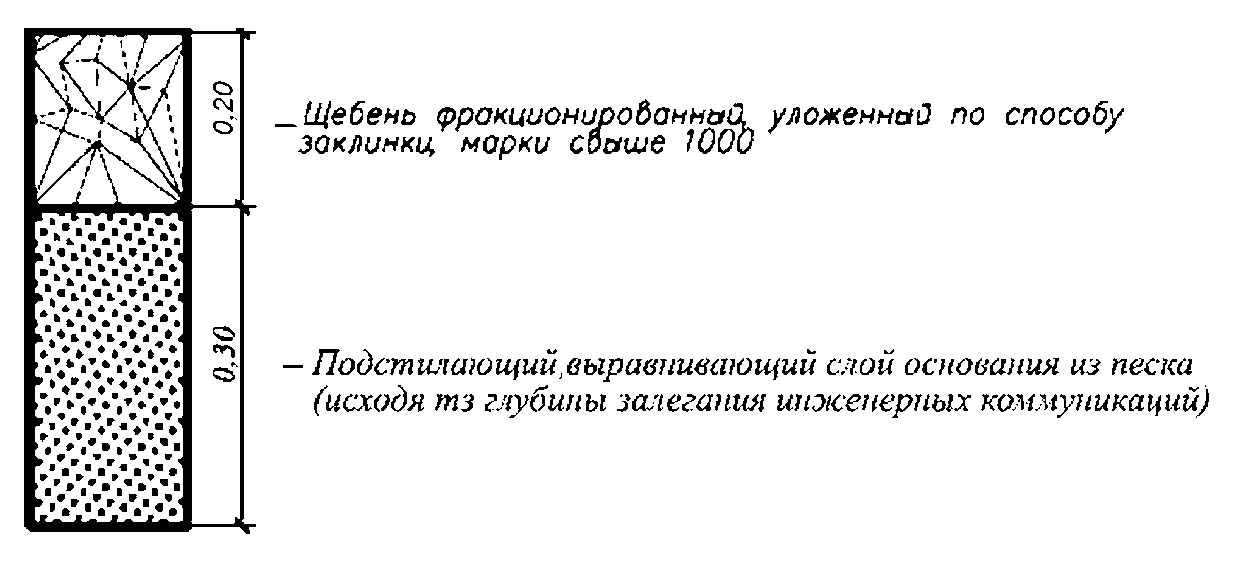 0,20
– Щебень фракционированный, уложенный по способу
заклинки, марки свыше 1000
0,30
– Подстилающий,выравнивающий слой основания из песка
(исходя тз глубины залегания инженерных коммуникаций)